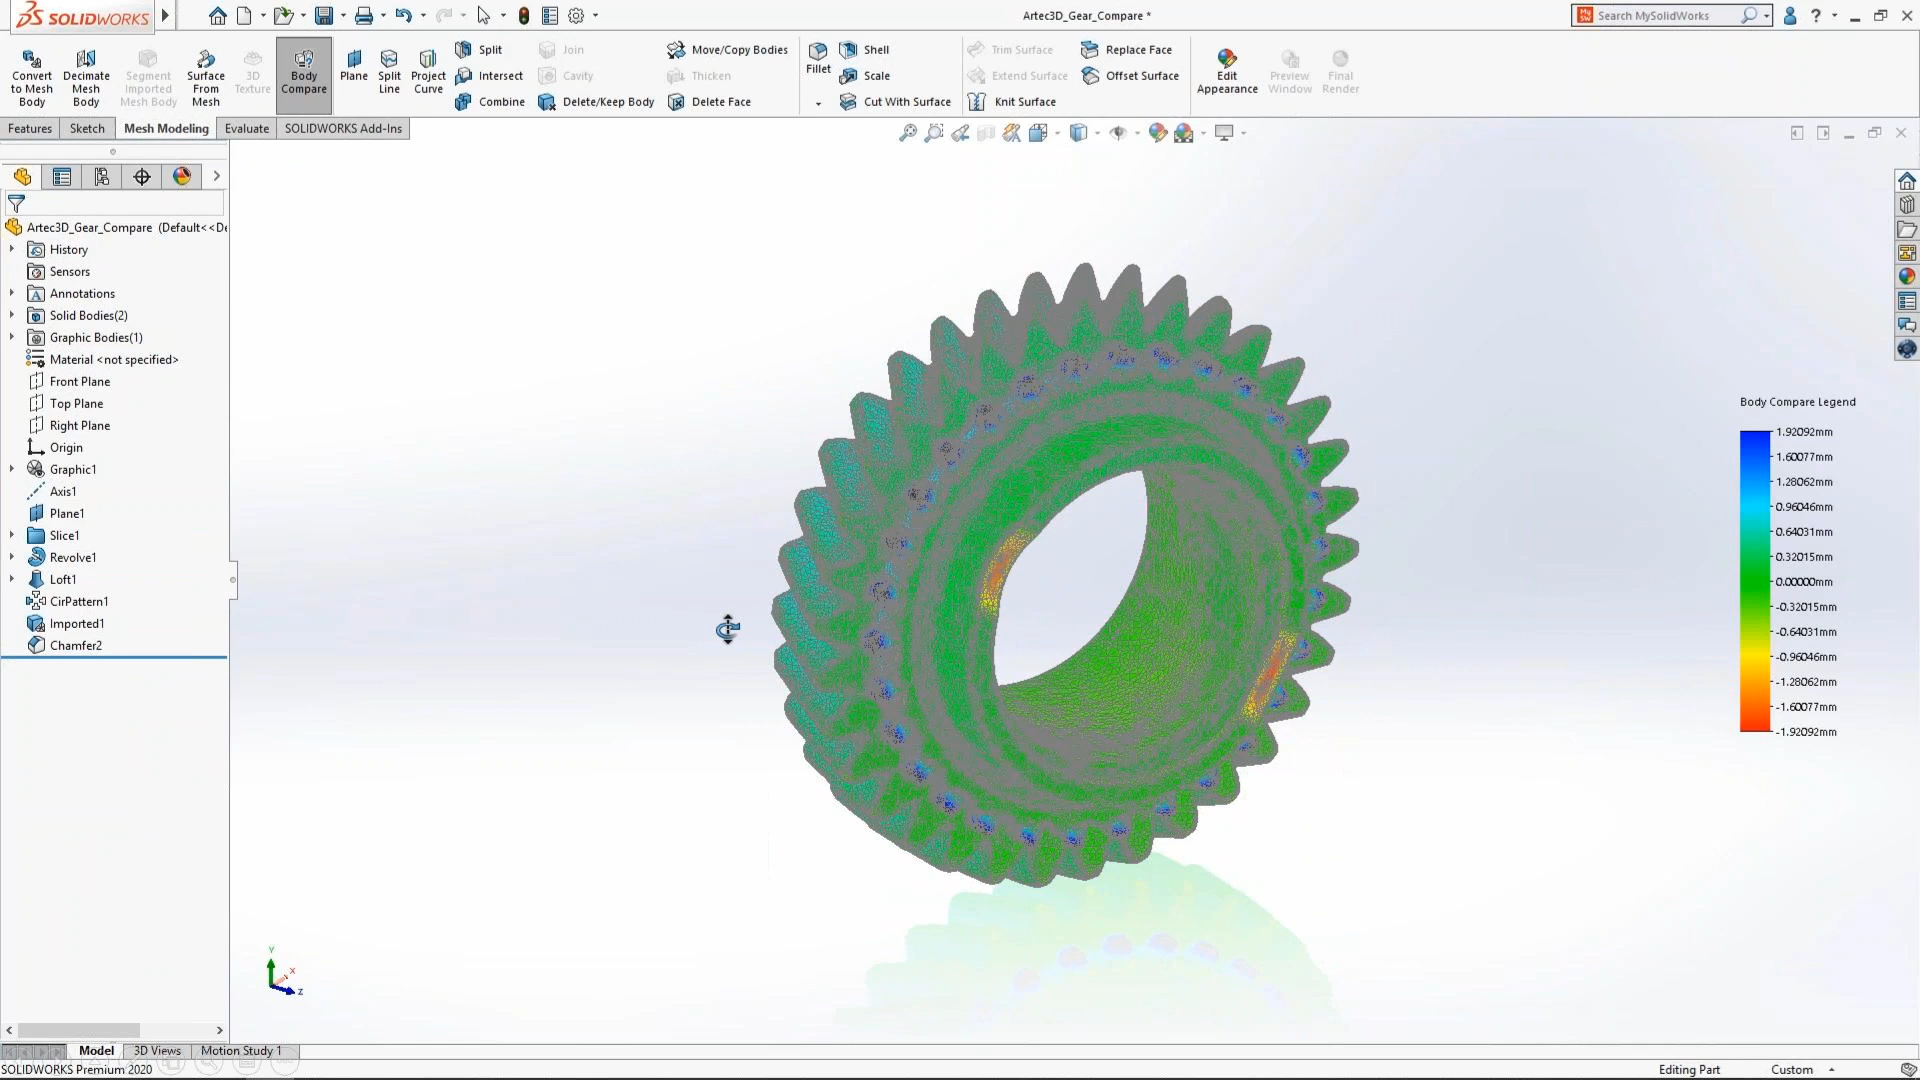 SOLIDWORKS
Artec3D_Gear_Compare *
Search MySolidWorks
Convert to Mesh Body
Decimate Mesh Body
Segment Imported Mesh Body
Surface From Mesh
3D Texture
Body Compare
Plane
Split Line
Project Curve
Split
Intersect
Combine
Join
Cavity
Delete/Keep Body
Move/Copy Bodies
Thicken
Delete Face
Fillet
Shell
Scale
Cut With Surface
Trim Surface
Extend Surface
Knit Surface
Replace Face
Offset Surface
Edit Appearance
Preview Window
Final Render
Features
Sketch
Mesh Modeling
Evaluate
SOLIDWORKS Add-Ins
Artec3D_Gear_Compare (Default<<De
History
Sensors
Annotations
Solid Bodies(2)
Graphic Bodies(1)
Material <not specified>
Front Plane
Top Plane
Right Plane
Origin
Graphic1
Axis1
Plane1
Slice1
Revolve1
Loft1
CirPattern1
Imported1
Chamfer2
Body Compare Legend
1.92092mm
1.60077mm
1.28062mm
0.96046mm
0.64031mm
0.32015mm
0.00000mm
-0.32015mm
-0.64031mm
-0.96046mm
-1.28062mm
-1.60077mm
-1.92092mm
Y
X
Z
Model
3D Views
Motion Study 1
SOLIDWORKS Premium 2020
Editing Part
Custom